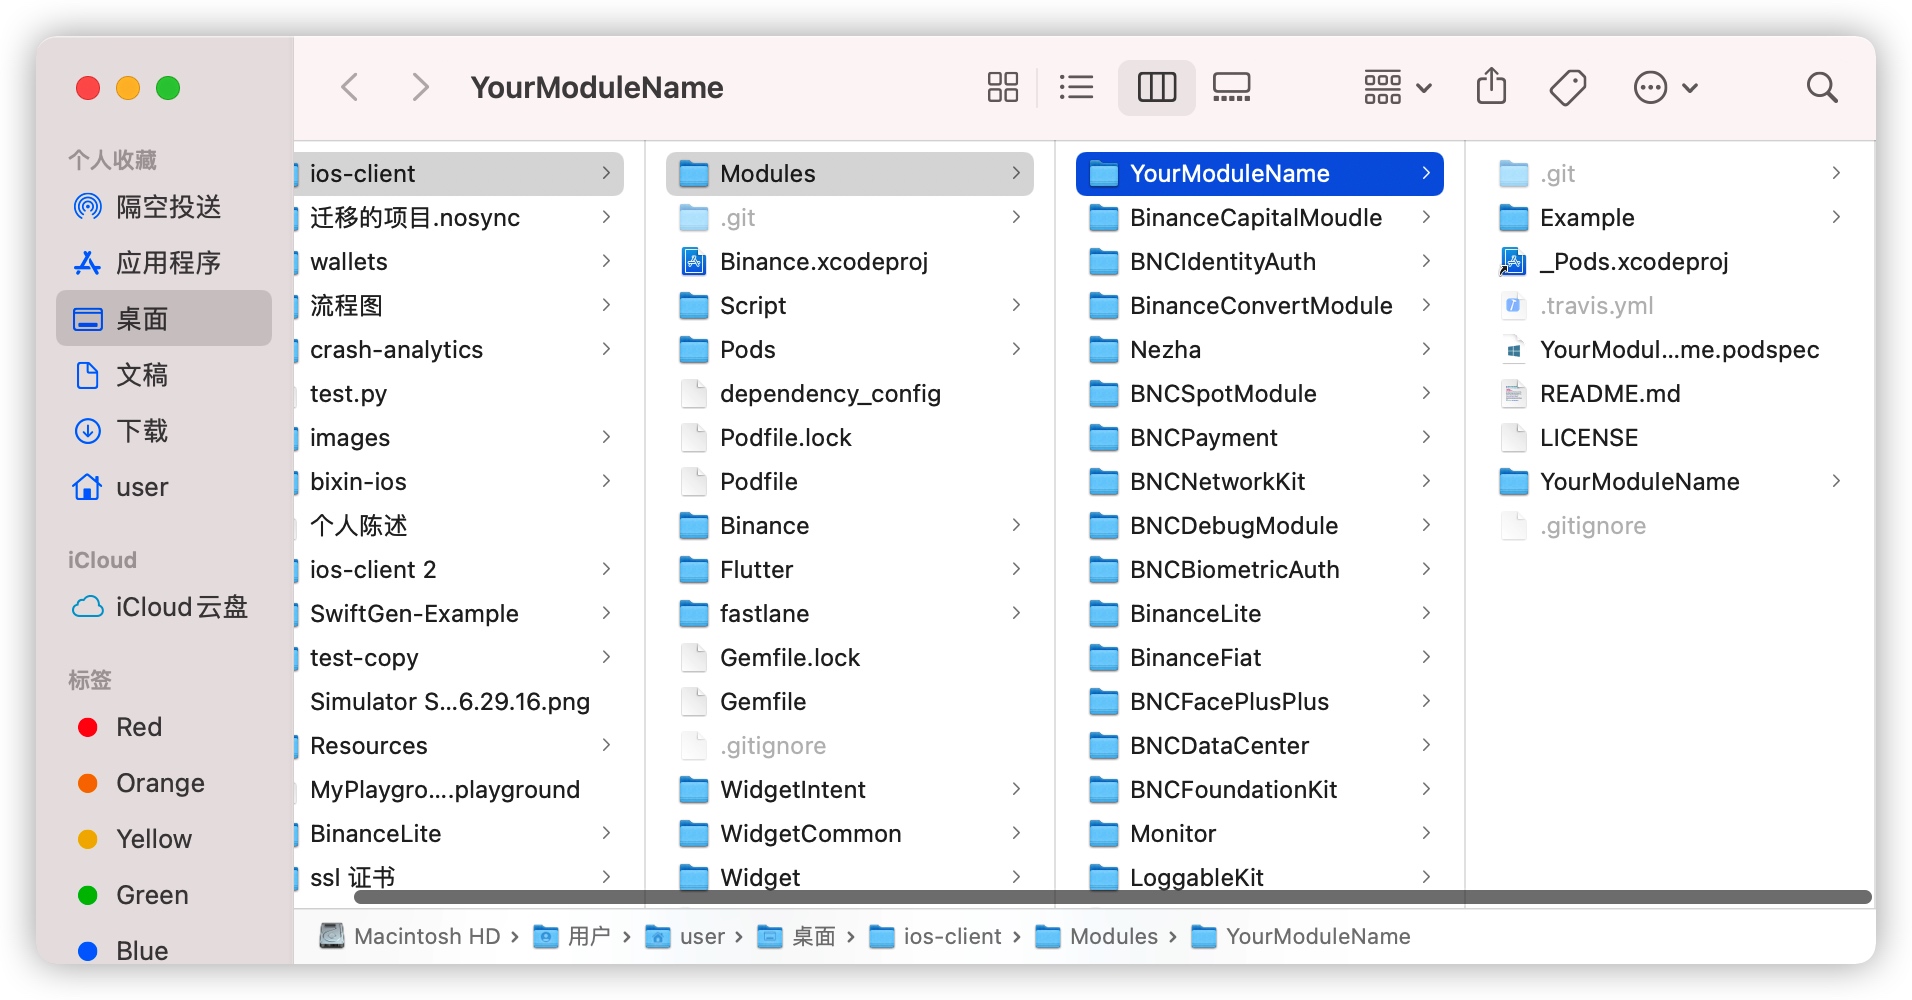 YourModuleName
个人收藏
隔空投送
应用程序
桌面
文稿
下载
user
iCloud
iCloud云盘
标签
Red
Orange
Yellow
Green
Blue
ios-client
迁移的项目.nosync
wallets
流程图
crash-analytics
test.py
images
bixin-ios
个人陈述
ios-client 2
SwiftGen-Example
test-copy
Simulator S...6.29.16.png
Resources
MyPlaygro....playground
BinanceLite
ssl 证书
Modules
.git
Binance.xcodeproj
Script
Pods
dependency_config
Podfile.lock
Podfile
Binance
Flutter
fastlane
Gemfile.lock
Gemfile
.gitignore
WidgetIntent
WidgetCommon
Widget
YourModuleName
BinanceCapitalMoudle
BNCIdentityAuth
BinanceConvertModule
Nezha
BNCSpotModule
BNCPayment
BNCNetworkKit
BNCDebugModule
BNCBiometricAuth
BinanceLite
BinanceFiat
BNCFacePlusPlus
BNCDataCenter
BNCFoundationKit
Monitor
LoggableKit
.git
Example
_Pods.xcodeproj
.travis.yml
YourModul...me.podspec
README.md
LICENSE
YourModuleName
.gitignore
Macintosh HD › 用户 › user › 桌面 › ios-client › Modules › YourModuleName